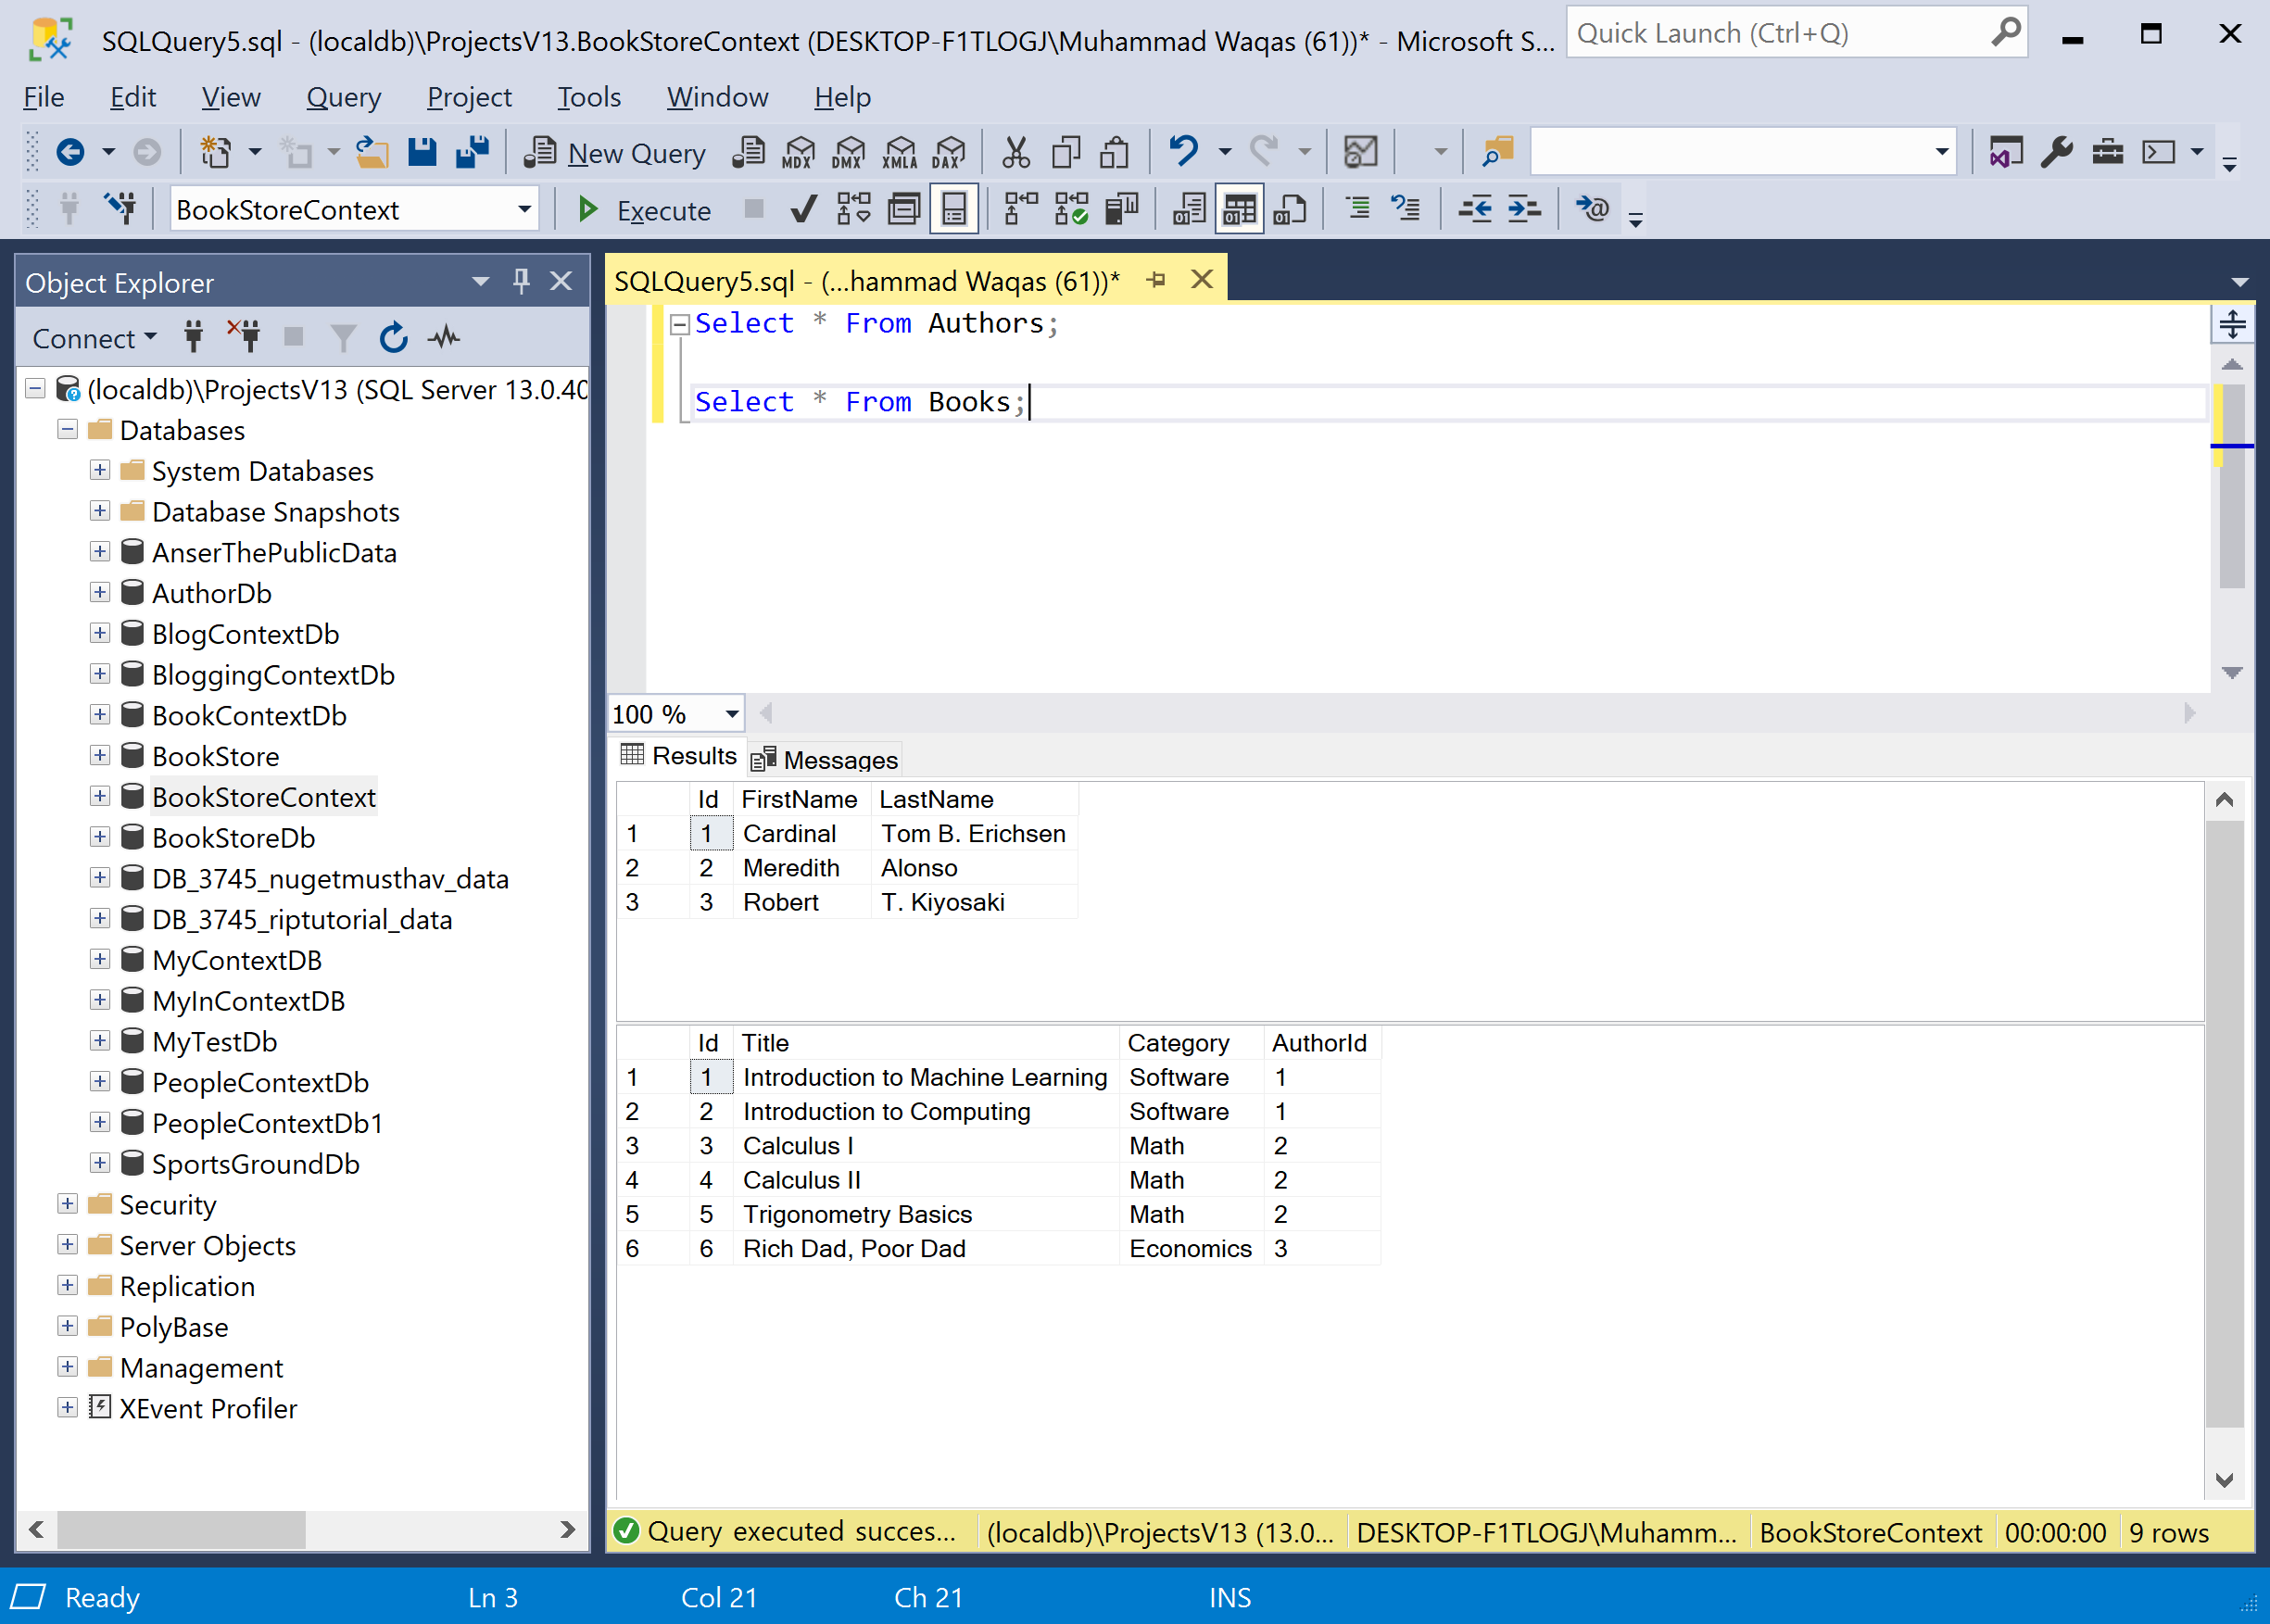 SQLQuery5.sql - (localdb)\ProjectsV13.BookStoreContext (DESKTOP-F1TLOGJ\Muhammad Waqas (61))* - Microsoft S...
Quick Launch (Ctrl+Q)
File Edit View Query Project Tools Window Help
New Query MDX DMX XMLA DAX
BookStoreContext Execute
Object Explorer
Connect
(localdb)\ProjectsV13 (SQL Server 13.0.40
Databases
System Databases
Database Snapshots
AnserThePublicData
AuthorDb
BlogContextDb
BloggingContextDb
BookContextDb
BookStore
BookStoreContext
BookStoreDb
DB_3745_nugetmusthav_data
DB_3745_riptutorial_data
MyContextDB
MyInContextDB
MyTestDb
PeopleContextDb
PeopleContextDb1
SportsGroundDb
Security
Server Objects
Replication
PolyBase
Management
XEvent Profiler
SQLQuery5.sql - (...hammad Waqas (61))*
Select * From Authors;
Select * From Books;
100 %
Results Messages
Id FirstName LastName
1 1 Cardinal Tom B. Erichsen
2 2 Meredith Alonso
3 3 Robert T. Kiyosaki
Id Title Category AuthorId
1 1 Introduction to Machine Learning Software 1
2 2 Introduction to Computing Software 1
3 3 Calculus I Math 2
4 4 Calculus II Math 2
5 5 Trigonometry Basics Math 2
6 6 Rich Dad, Poor Dad Economics 3
Query executed succes... (localdb)\ProjectsV13 (13.0... DESKTOP-F1TLOGJ\Muhamm... BookStoreContext 00:00:00 9 rows
Ready Ln 3 Col 21 Ch 21 INS